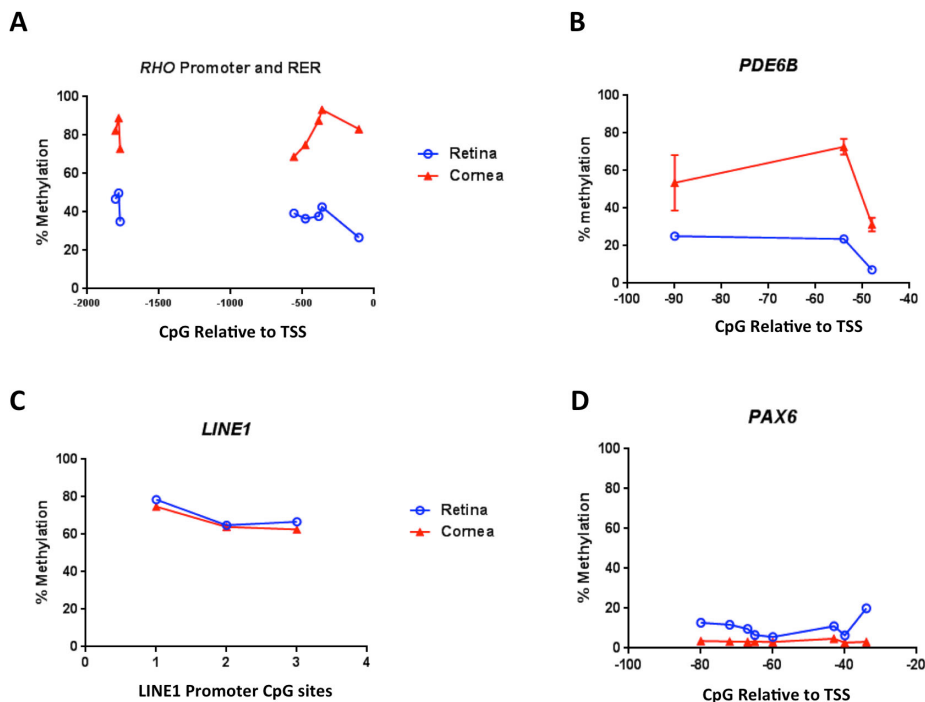 A
RHO Promoter and RER
% Methylation
100
80
60
40
20
0
-2000
-1500
-1000
-500
0
CpG Relative to TSS
Retina
Cornea
B
PDE6B
% methylation
100
80
60
40
20
0
-100
-90
-80
-70
-60
-50
-40
CpG Relative to TSS
C
LINE1
% Methylation
100
80
60
40
20
0
0
1
2
3
4
LINE1 Promoter CpG sites
Retina
Cornea
D
PAX6
% Methylation
100
80
60
40
20
0
-100
-80
-60
-40
-20
CpG Relative to TSS